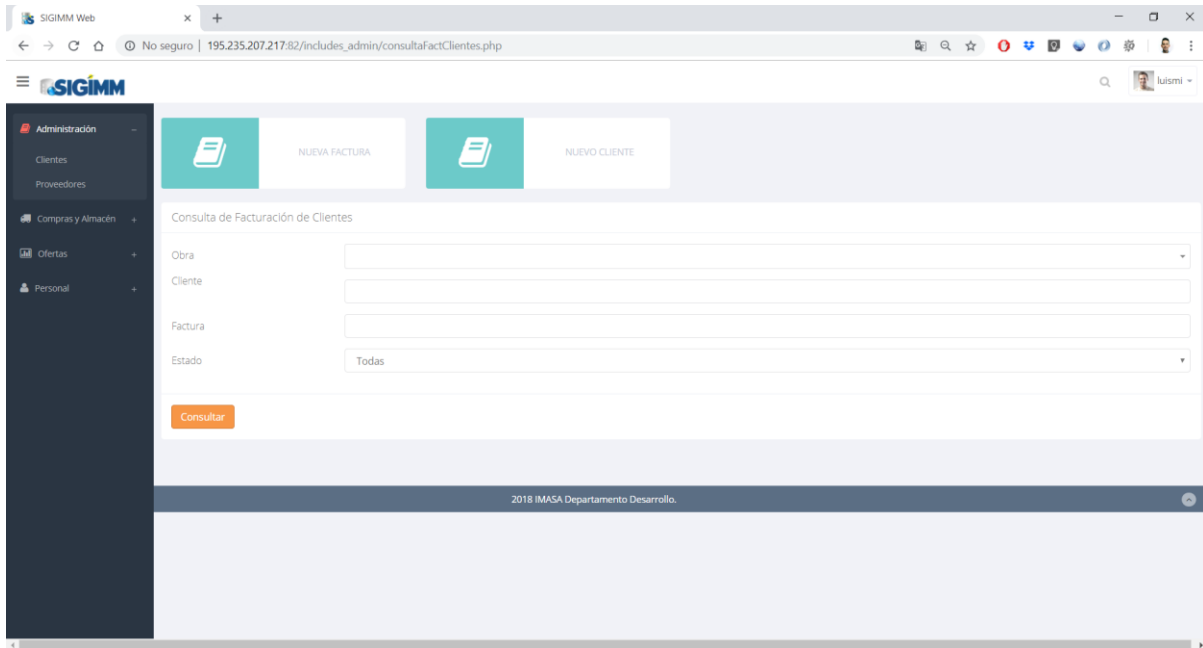 SIGIMM Web
No seguro | 195.235.207.217:82/includes_admin/consultaFactClientes.php
SIGÍMM
luismi
Administración
Clientes
Proveedores
Compras y Almacén
Ofertas
Personal
NUEVA FACTURA
NUEVO CLIENTE
Consulta de Facturación de Clientes
Obra
Cliente
Factura
Estado
Todas
Consultar
2018 IMASA Departamento Desarrollo.